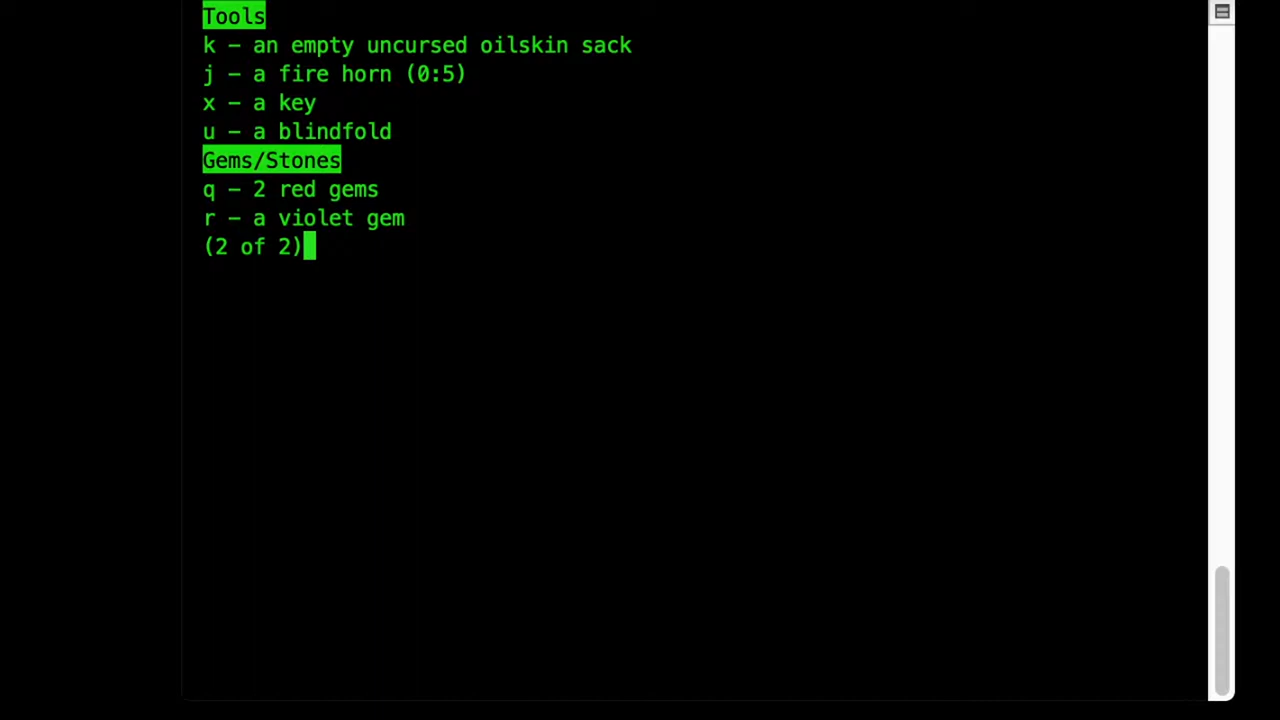 Tools
k - an empty uncursed oilskin sack
j - a fire horn (0:5)
x - a key
u - a blindfold
Gems/Stones
q - 2 red gems
r - a violet gem
(2 of 2)